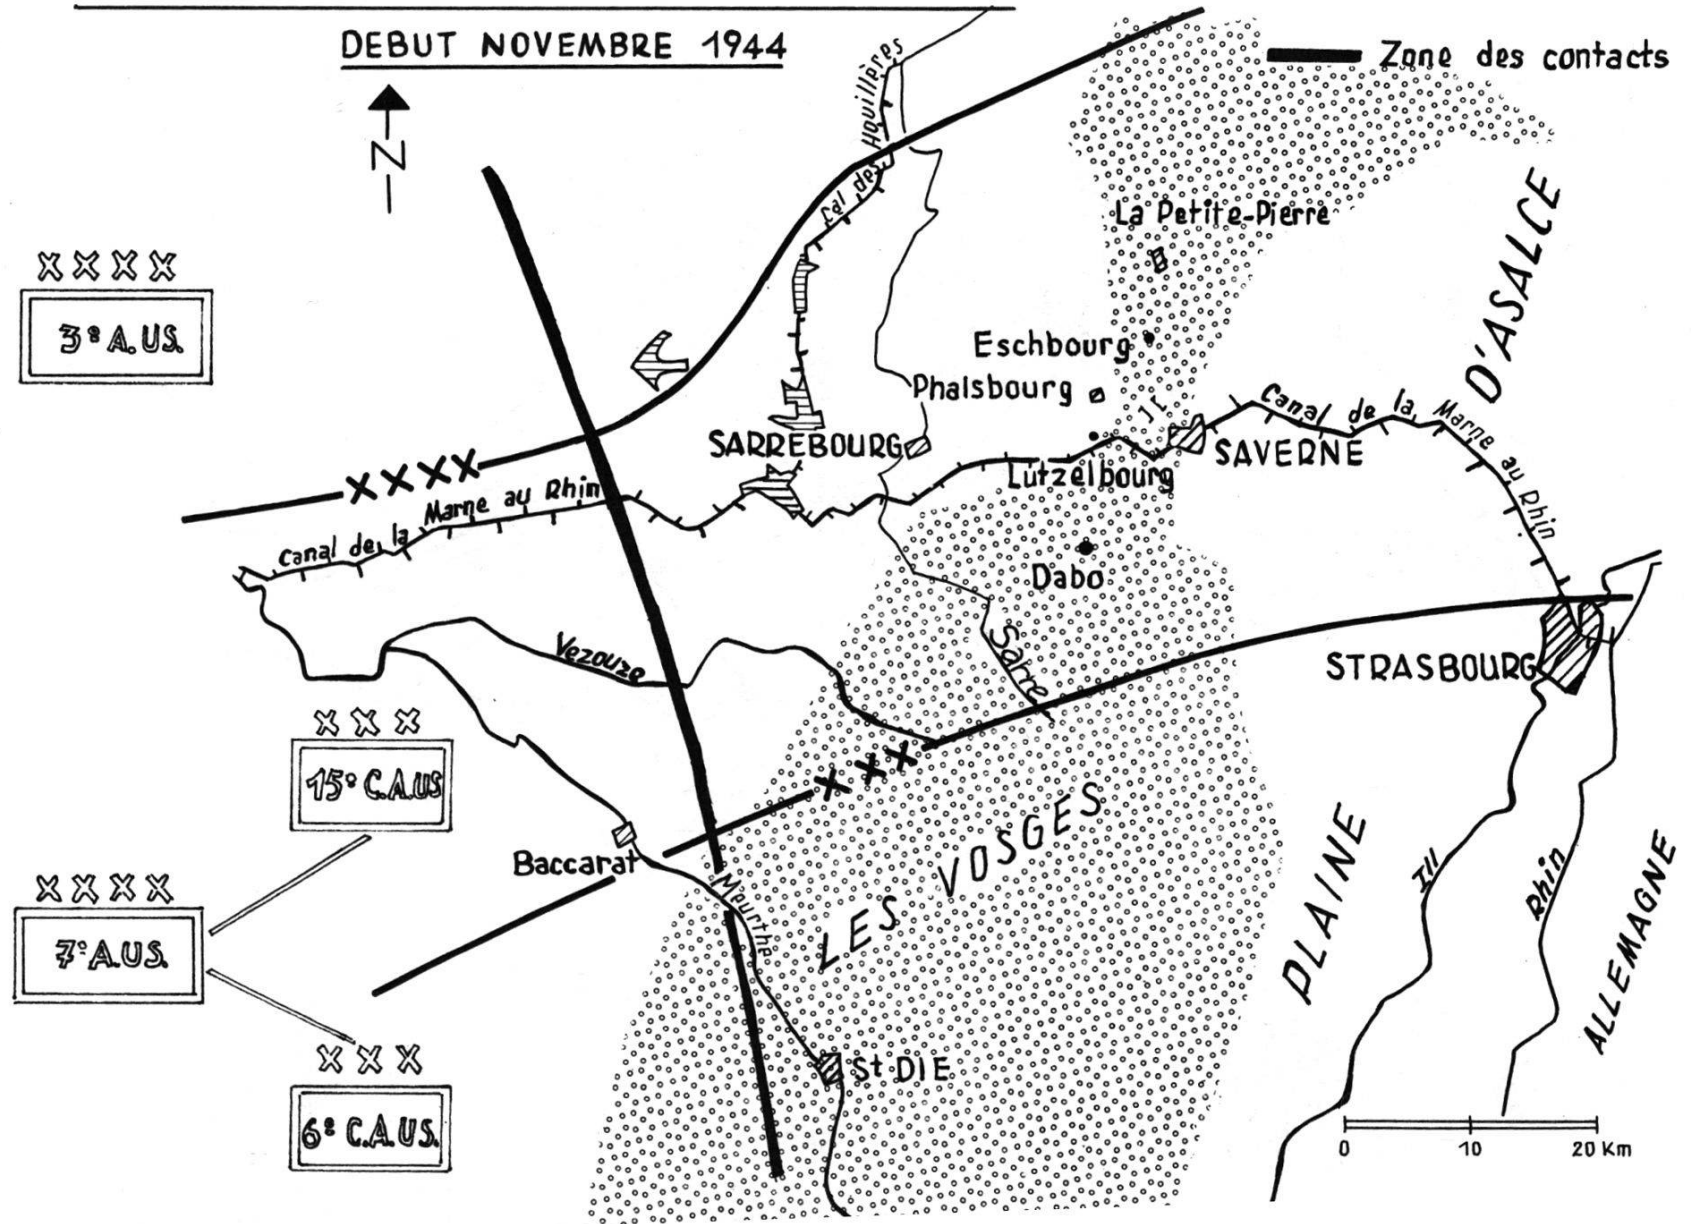 DEBUT NOVEMBRE 1944
Zone des contacts
N
Cal des Houillères
La Petite-Pierre
XXXX
3e A.US.
Eschbourg
Phalsbourg
XXXX
SARREBOURG
SAVERNE
Canal de la Marne au Rhin
Lutzelbourg
Canal de la Marne au Rhin
Dabo
Vezouze
Sarre
STRASBOURG
XXX
15e C.A.US
XXX
Baccarat
XXXX
7e A.US.
Meurthe
LES VOSGES
PLAINE D'ASALCE
Ill
Rhin
ALLEMAGNE
St DIE
XXX
6e C.A.US.
0 10 20 Km